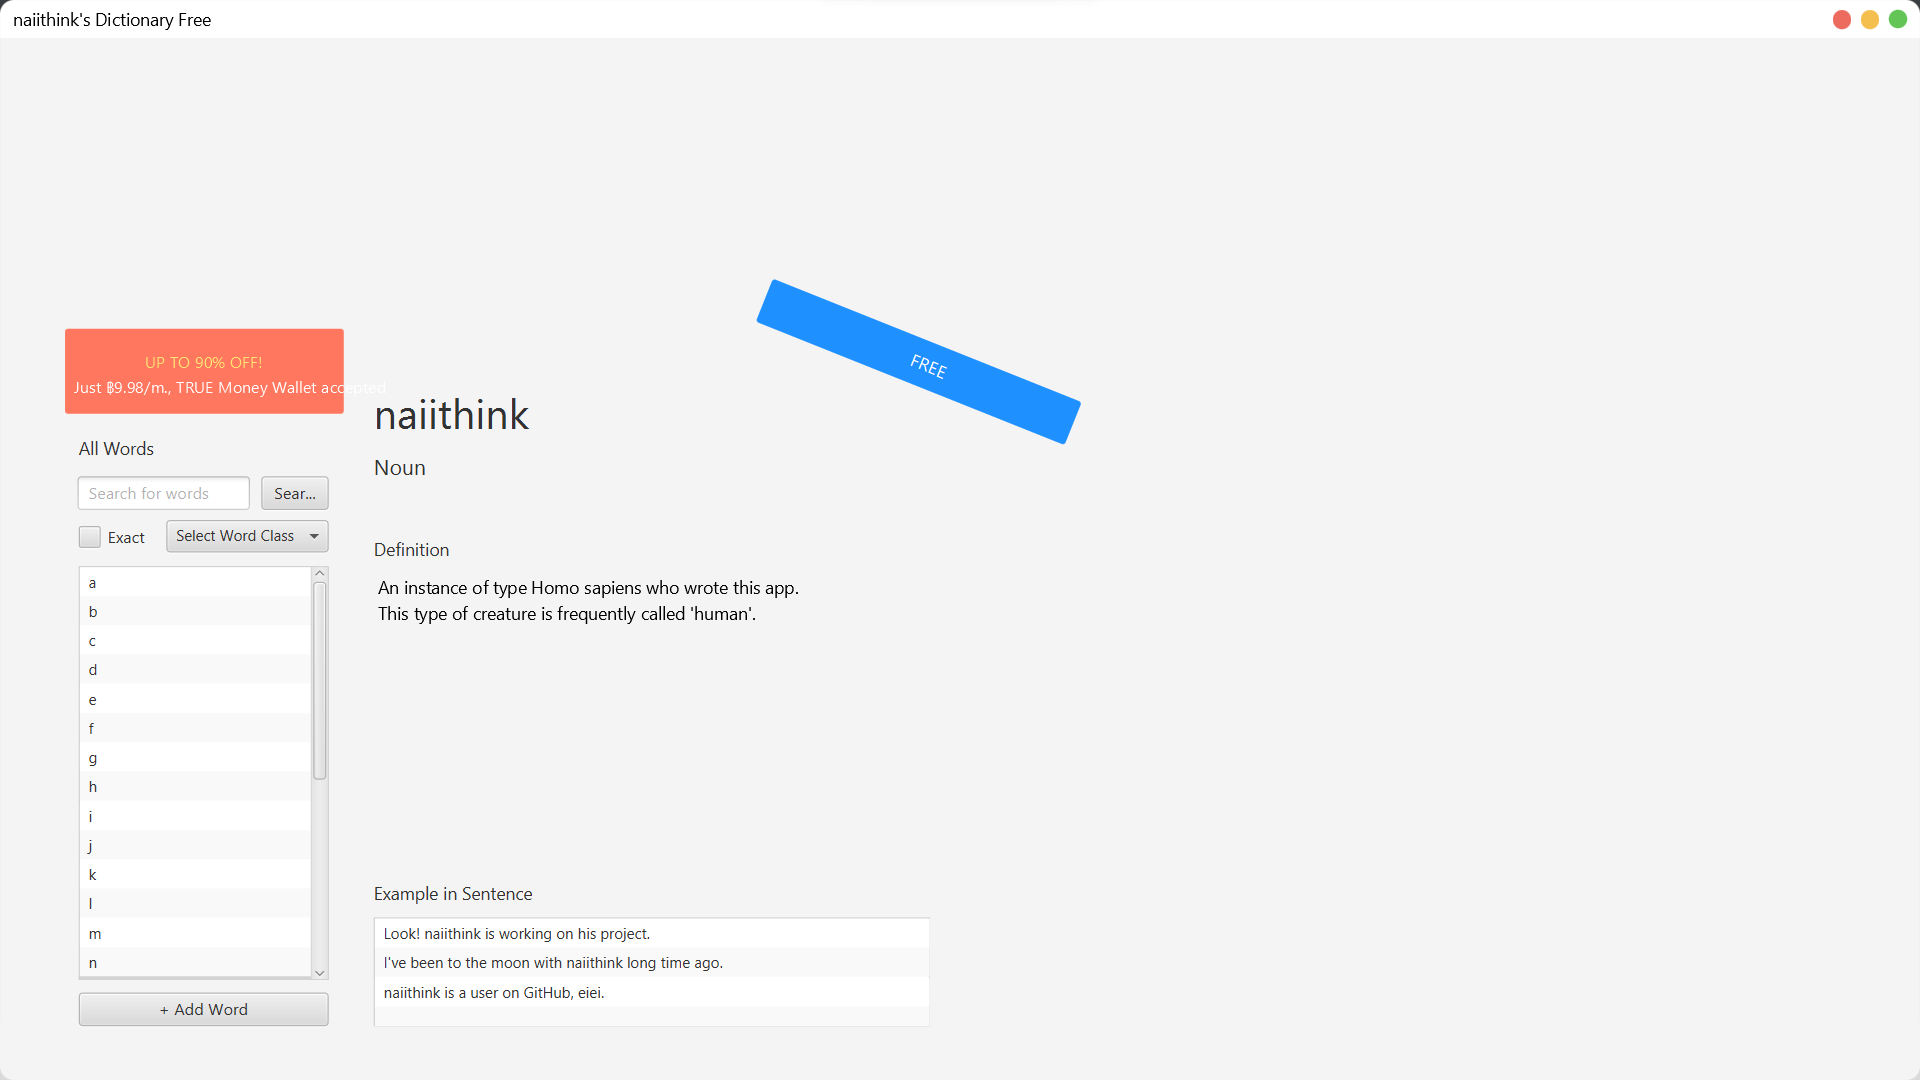 naiithink's Dictionary Free
FREE
UP TO 90% OFF!
Just ฿9.98/m., TRUE Money Wallet accepted
naiithink
Noun
All Words
Search for words
Sear...
Exact
Select Word Class
a
b
c
d
e
f
g
h
i
j
k
l
m
n
+ Add Word
Definition
An instance of type Homo sapiens who wrote this app.
This type of creature is frequently called 'human'.
Example in Sentence
Look! naiithink is working on his project.
I've been to the moon with naiithink long time ago.
naiithink is a user on GitHub, eiei.